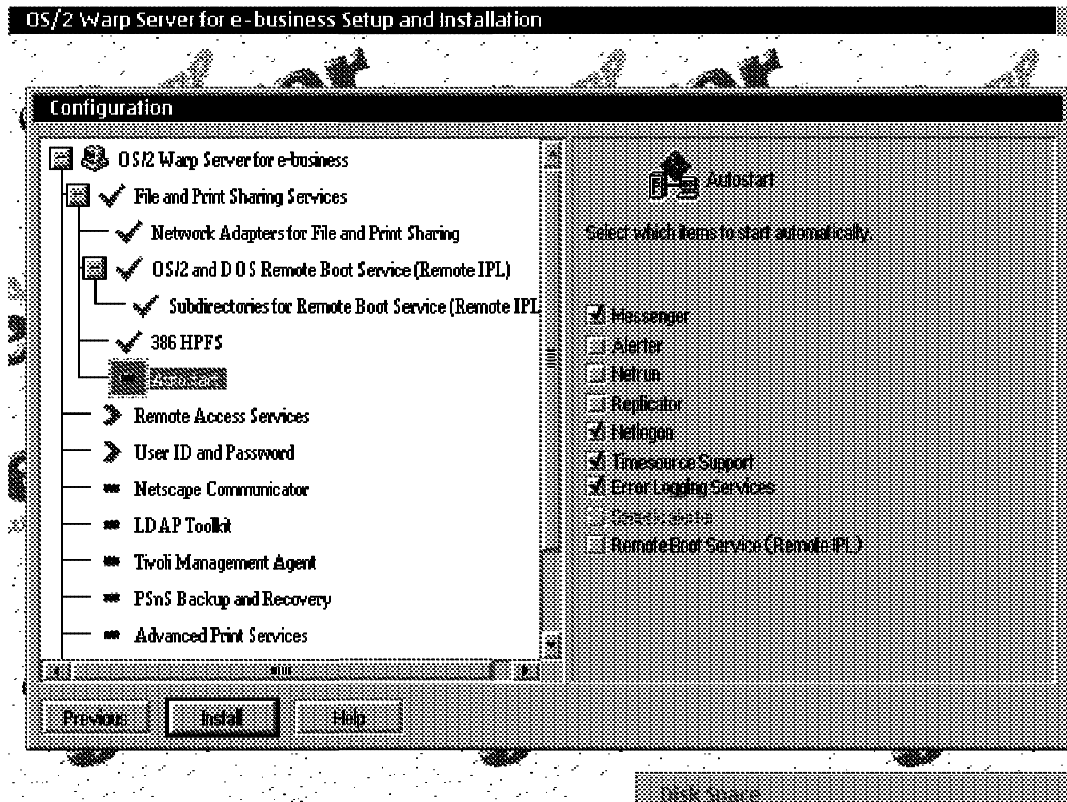 OS/2 Warp Server for e-business Setup and Installation
Configuration
OS/2 Warp Server for e-business
File and Print Sharing Services
Network Adapters for File and Print Sharing
OS/2 and DOS Remote Boot Service (Remote IPL)
Subdirectories for Remote Boot Service (Remote IPL
386 HPFS
Autostart
Remote Access Services
User ID and Password
Netscape Communicator
LDAP Toolkit
Tivoli Management Agent
PSnS Backup and Recovery
Advanced Print Services
Autostart
Select which items to start automatically.
Messenger
Alerter
Netrun
Replicator
Netlogon
Timesource Support
Error Logging Services
Generic alerter
Remote Boot Service (Remote IPL)
Previous
Install
Help
Disk Space